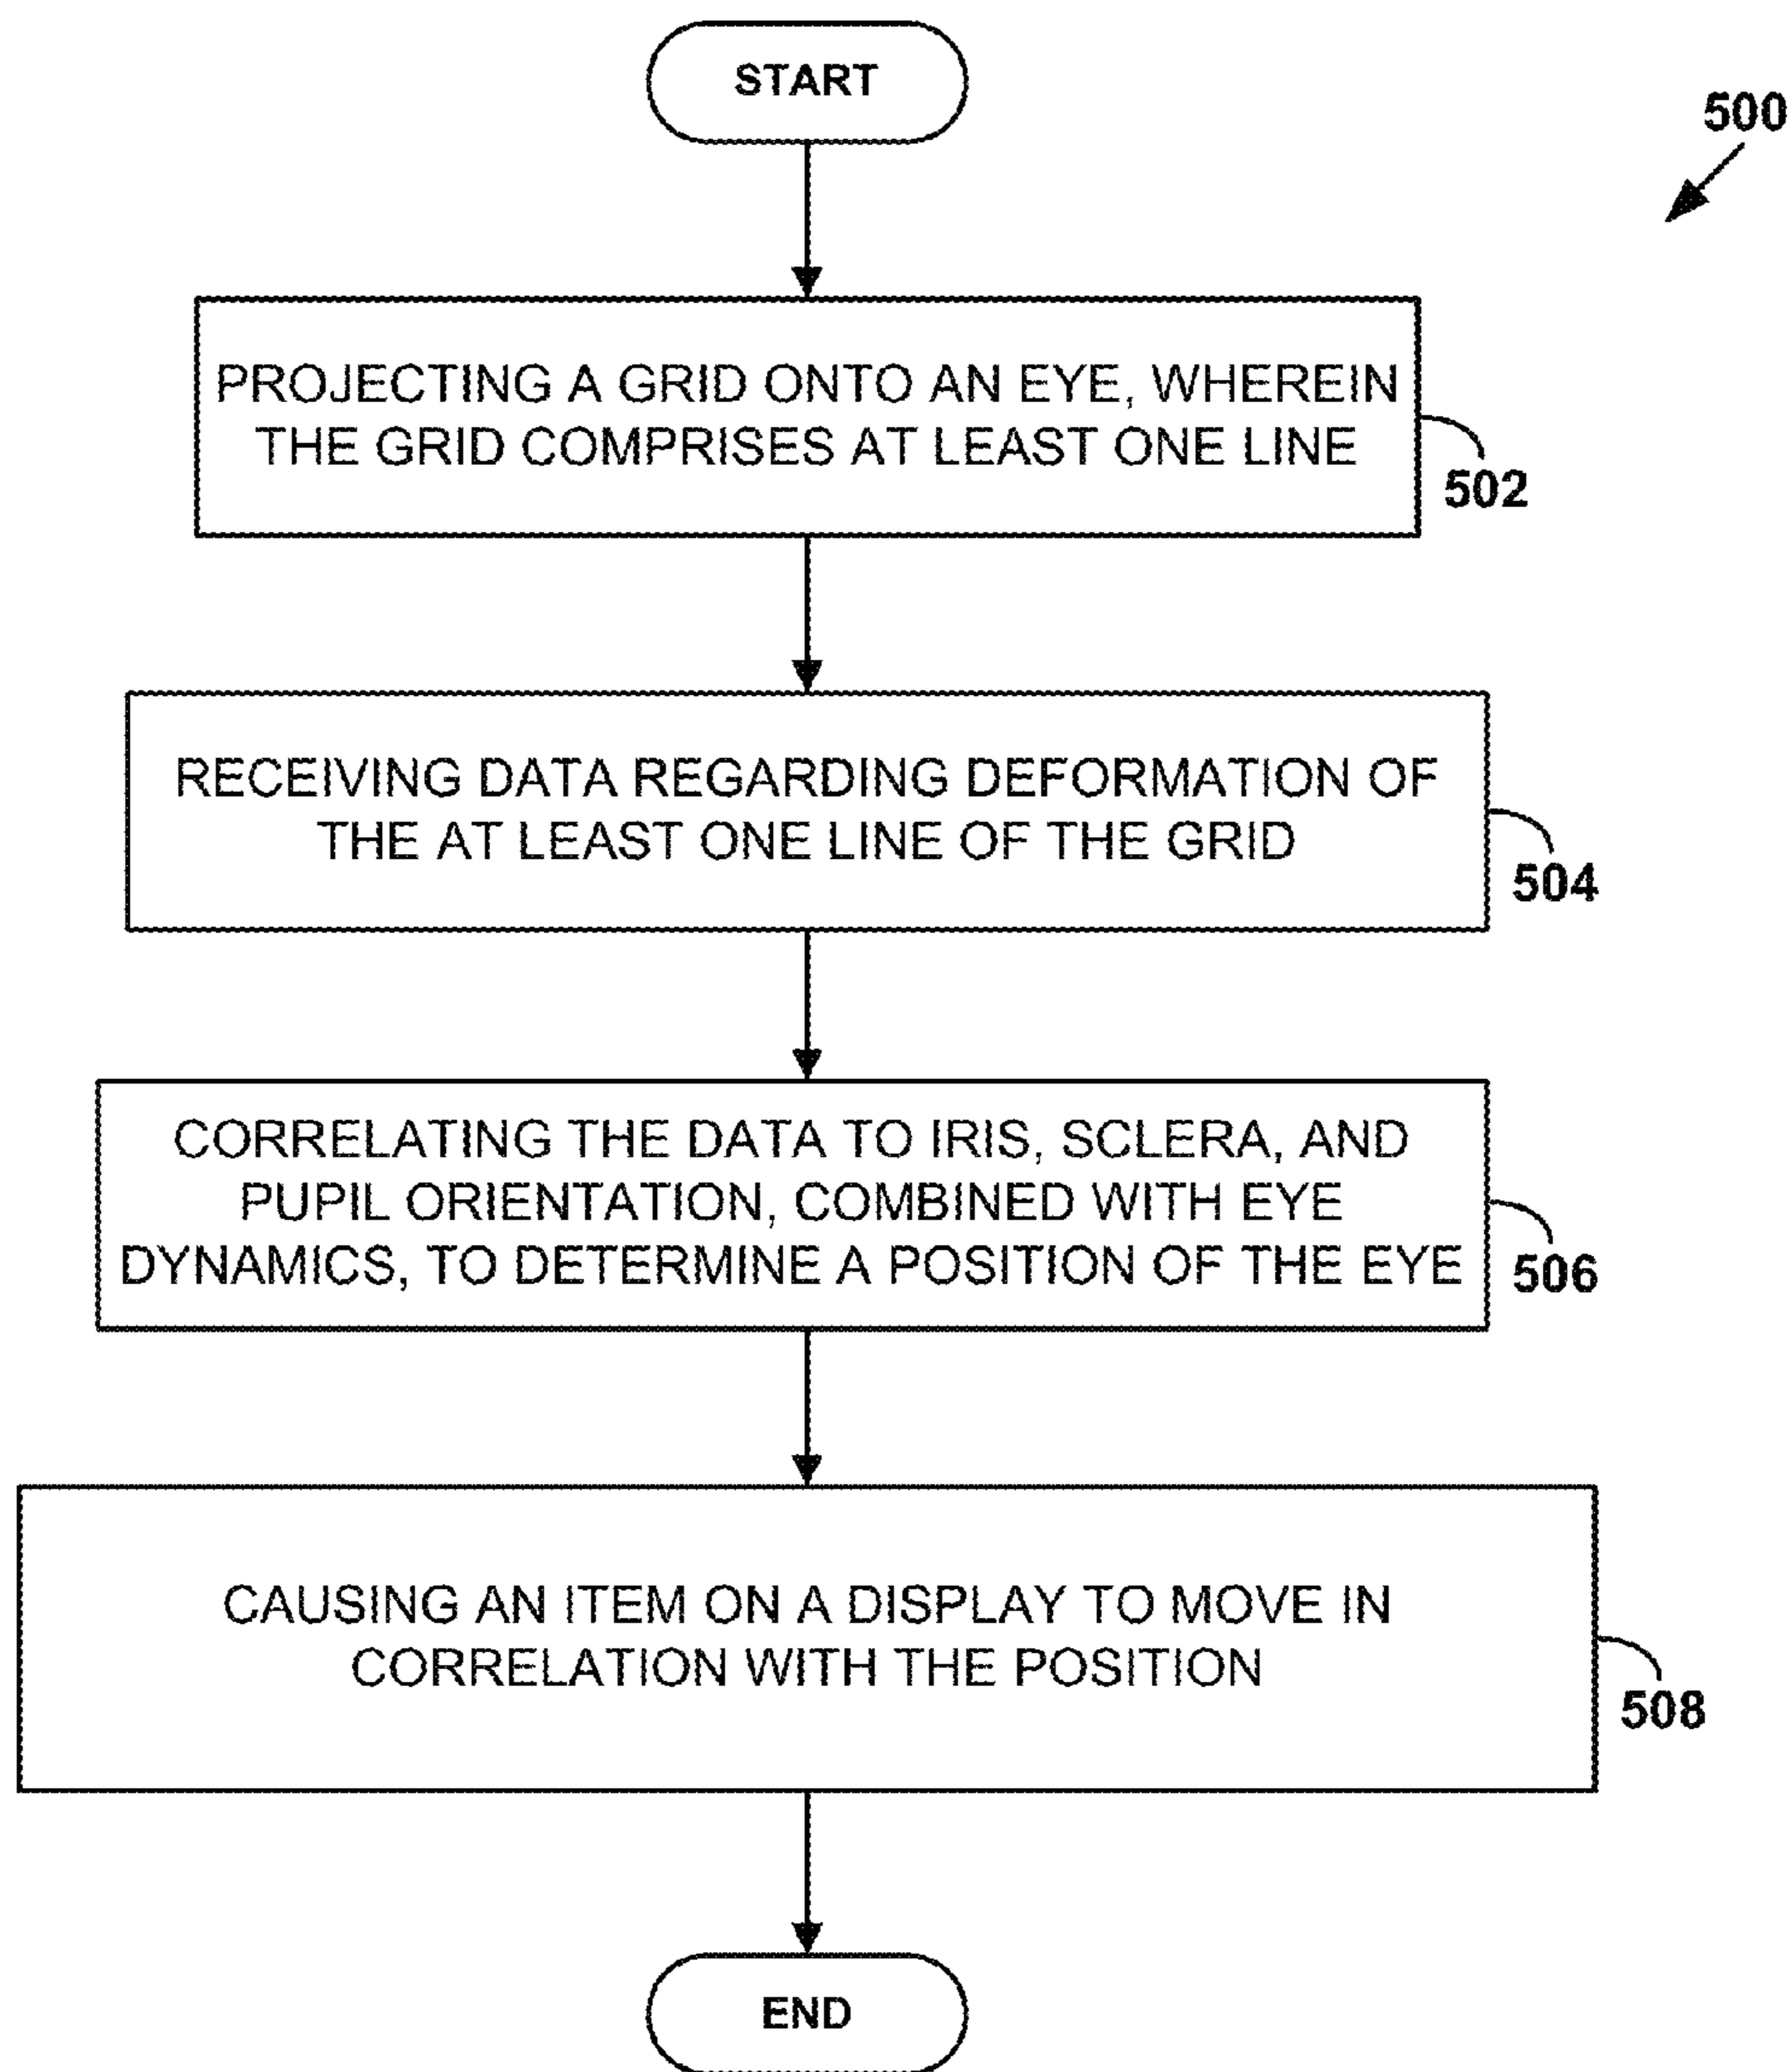 START
500
PROJECTING A GRID ONTO AN EYE, WHEREIN
THE GRID COMPRISES AT LEAST ONE LINE
502
RECEIVING DATA REGARDING DEFORMATION OF
THE AT LEAST ONE LINE OF THE GRID
504
CORRELATING THE DATA TO IRIS, SCLERA, AND
PUPIL ORIENTATION, COMBINED WITH EYE
DYNAMICS, TO DETERMINE A POSITION OF THE EYE
506
CAUSING AN ITEM ON A DISPLAY TO MOVE IN
CORRELATION WITH THE POSITION
508
END